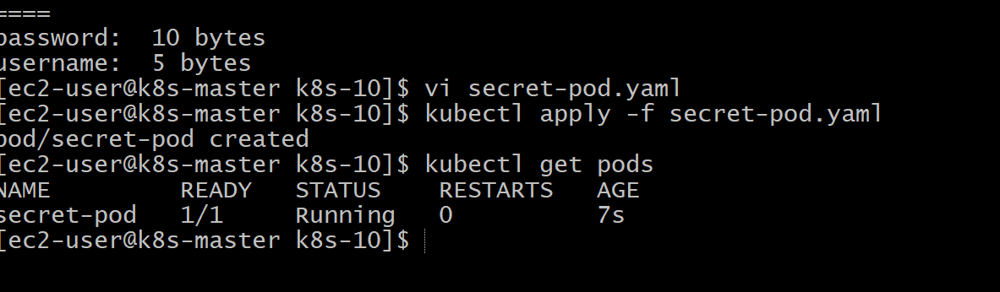 ====
password:  10 bytes
username:  5 bytes
[ec2-user@k8s-master k8s-10]$ vi secret-pod.yaml
[ec2-user@k8s-master k8s-10]$ kubectl apply -f secret-pod.yaml
pod/secret-pod created
[ec2-user@k8s-master k8s-10]$ kubectl get pods
NAME         READY   STATUS    RESTARTS   AGE
secret-pod   1/1     Running   0          7s
[ec2-user@k8s-master k8s-10]$